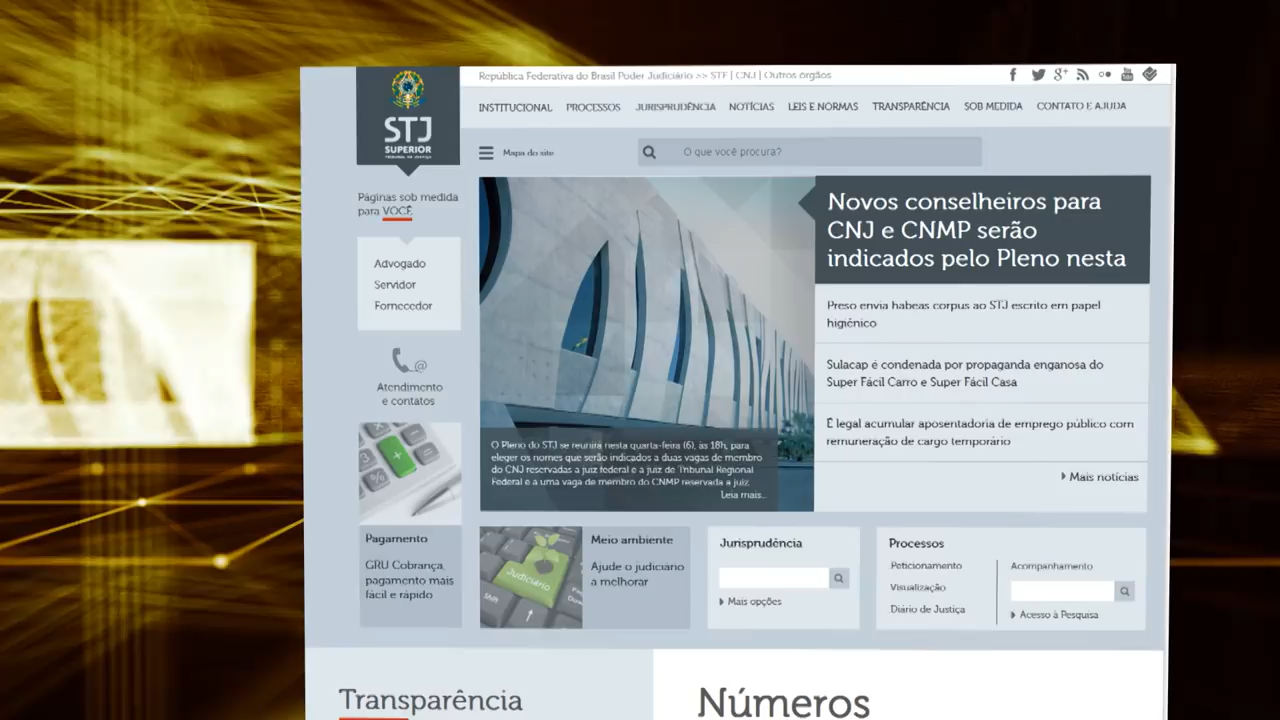 República Federativa do Brasil Poder Judiciário >> STF | CNJ | Outros órgãos
STJ
SUPERIOR
TRIBUNAL DE JUSTIÇA
INSTITUCIONAL PROCESSOS JURISPRUDÊNCIA NOTÍCIAS LEIS E NORMAS TRANSPARÊNCIA SOB MEDIDA CONTATO E AJUDA
Mapa do site
O que você procura?
Páginas sob medida
para VOCÊ
Advogado
Servidor
Fornecedor
Atendimento
e contatos
Pagamento
GRU Cobrança,
pagamento mais
fácil e rápido
O Pleno do STJ se reunirá nesta quarta-feira (6), às 18h, para
eleger os nomes que serão indicados a duas vagas de membro
do CNJ reservadas a juiz federal e a juiz de Tribunal Regional
Federal e a uma vaga de membro do CNMP reservada a juiz
Leia mais...
Novos conselheiros para
CNJ e CNMP serão
indicados pelo Pleno nesta
Preso envia habeas corpus ao STJ escrito em papel
higiênico
Sulacap é condenada por propaganda enganosa do
Super Fácil Carro e Super Fácil Casa
É legal acumular aposentadoria de emprego público com
remuneração de cargo temporário
Mais notícias
Judiciário
Shift
Meio ambiente
Ajude o judiciário
a melhorar
Jurisprudência
Mais opções
Processos
Peticionamento
Visualização
Diário de Justiça
Acompanhamento
Acesso à Pesquisa
Transparência
Números